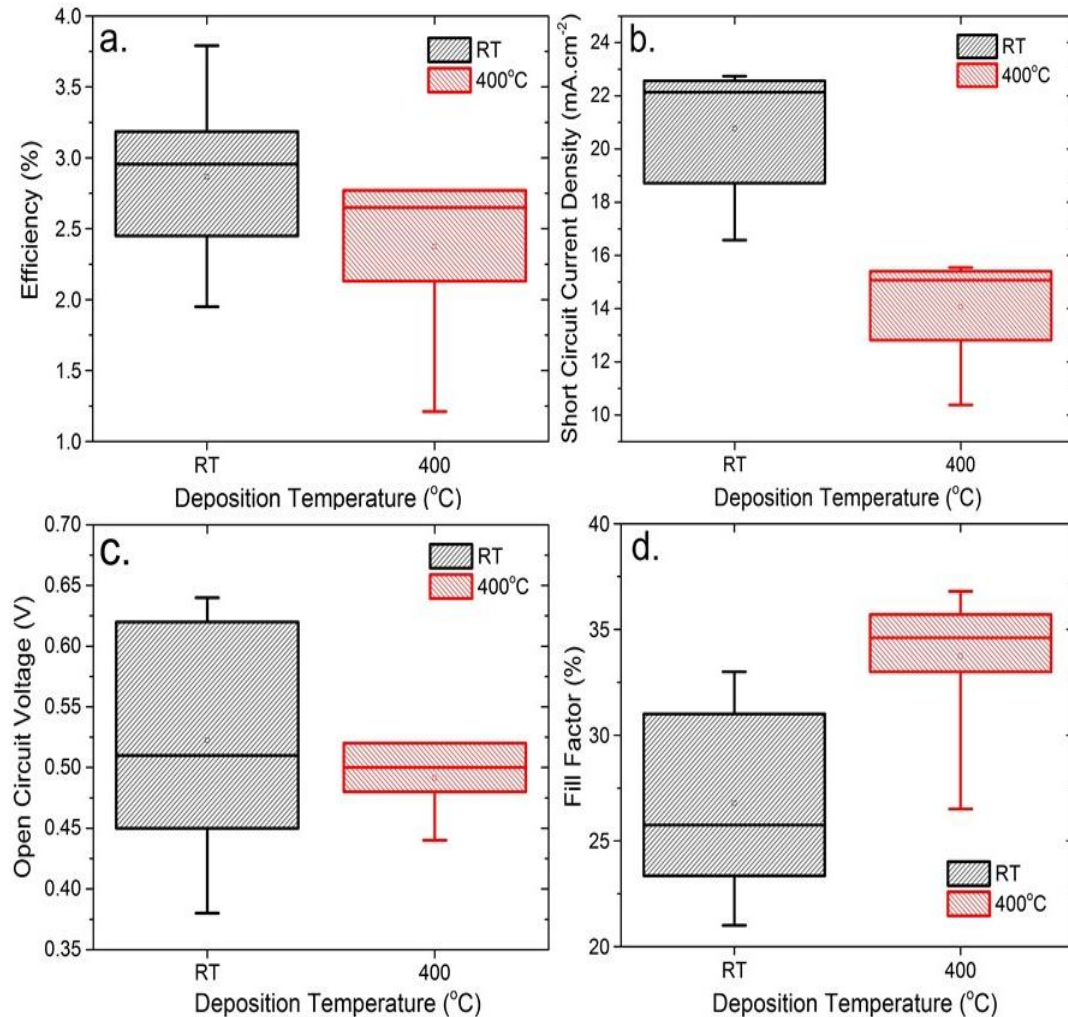 a.
RT
400°C
4.0
3.5
3.0
2.5
2.0
1.5
1.0
Efficiency (%)
RT 400
Deposition Temperature (°C)
b.
RT
400°C
24
22
20
18
16
14
12
10
Short Circuit Current Density (mA.cm-2)
RT 400
Deposition Temperature (°C)
c.
RT
400°C
0.70
0.65
0.60
0.55
0.50
0.45
0.40
0.35
Open Circuit Voltage (V)
RT 400
Deposition Temperature (°C)
d.
40
35
30
25
20
Fill Factor (%)
RT
400°C
RT 400
Deposition Temperature (°C)